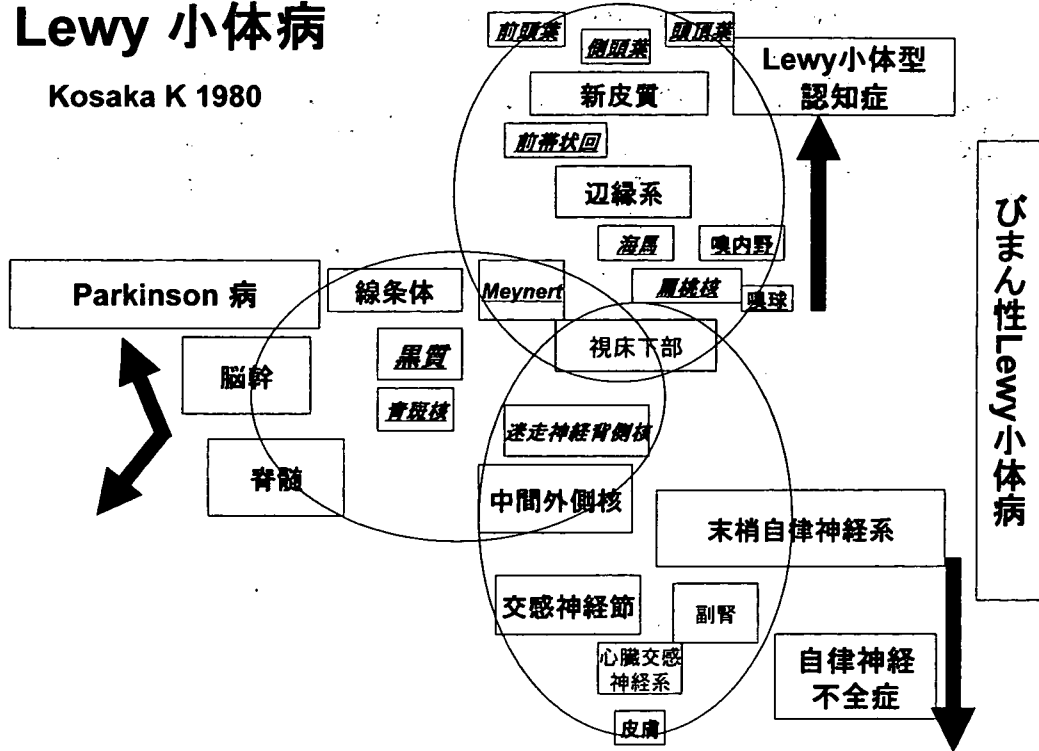 Lewy 小体病
Kosaka K 1980
前頭葉
側頭葉
頭頂葉
新皮質
Lewy小体型
認知症
前帯状回
辺縁系
海馬
嗅内野
扁桃核
嗅球
Parkinson 病
線条体
Meynert
視床下部
黒質
脳幹
青斑核
迷走神経背側核
脊髄
中間外側核
末梢自律神経系
びまん性Lewy小体病
交感神経節
副腎
心臓交感
神経系
自律神経
不全症
皮膚